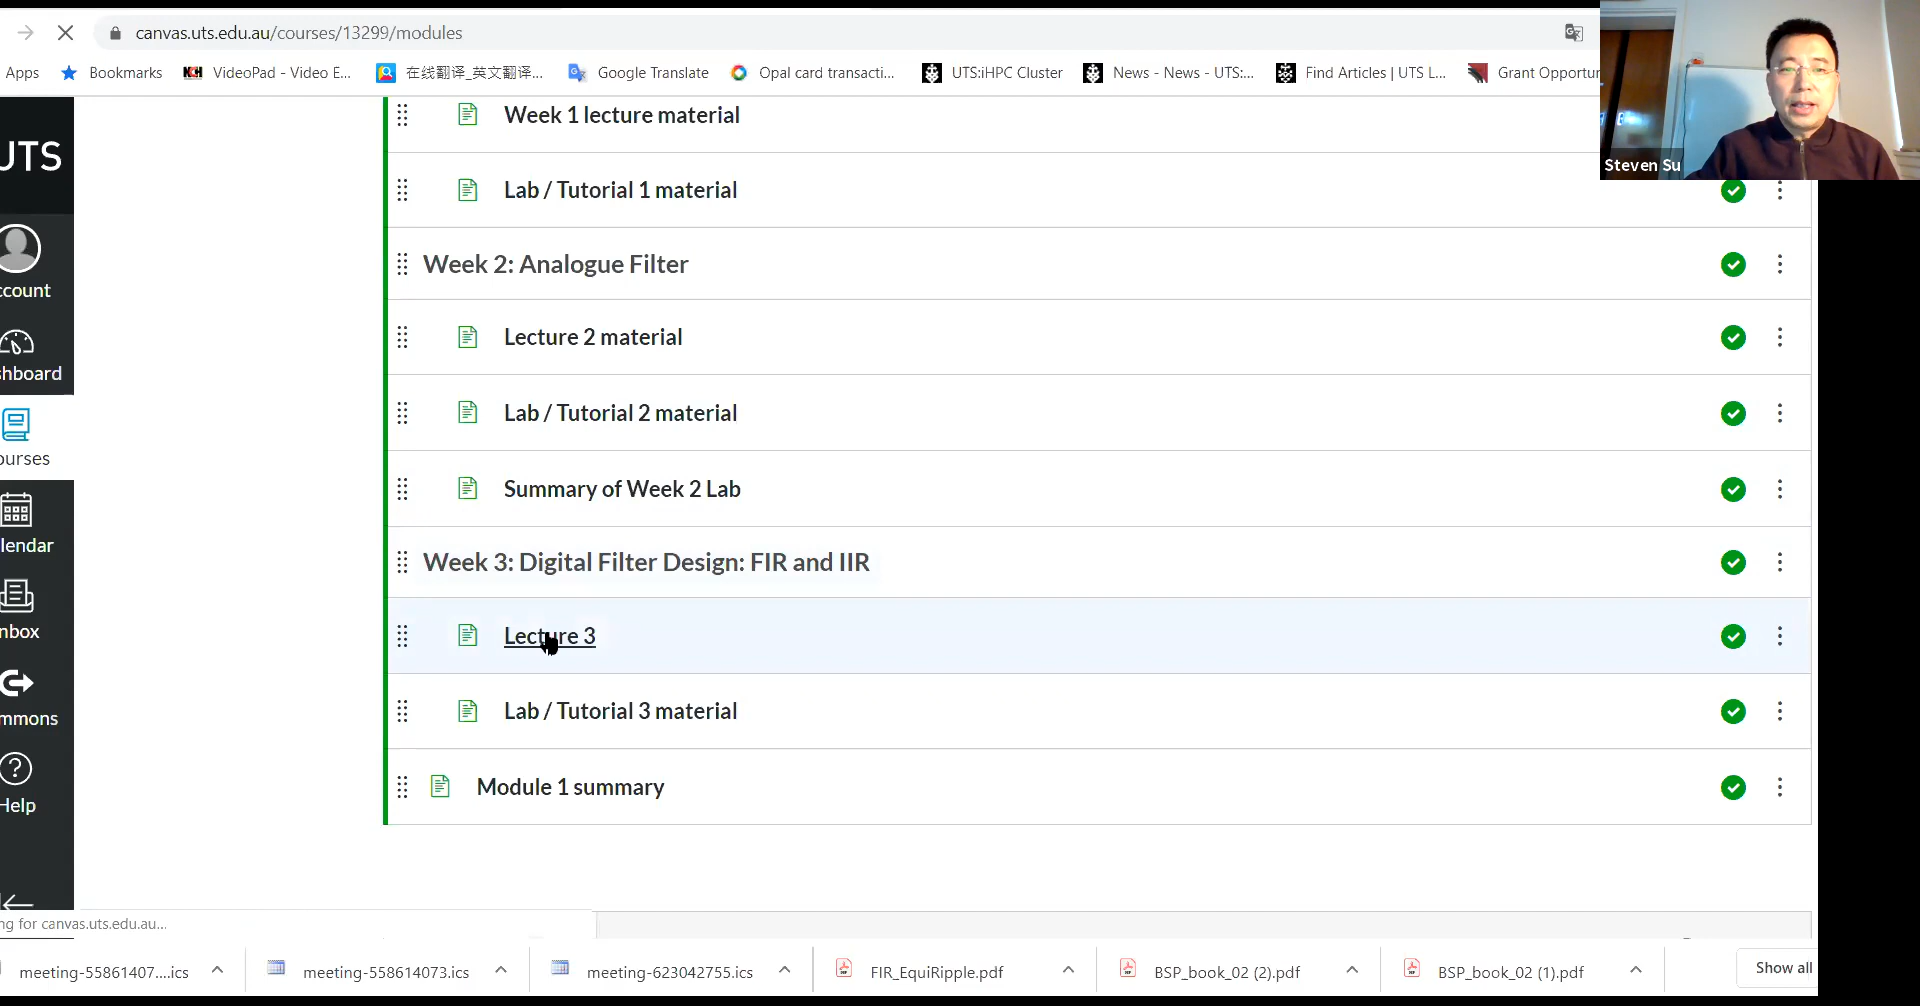 canvas.uts.edu.au/courses/13299/modules
Apps Bookmarks NCH VideoPad - Video E... 在线翻译_英文翻译... Google Translate Opal card transacti... UTS:iHPC Cluster News - News - UTS:... Find Articles | UTS L... Grant Opportun
Steven Su
UTS
ccount
shboard
ourses
lendar
nbox
mmons
Help
Week 1 lecture material
Lab / Tutorial 1 material
Week 2: Analogue Filter
Lecture 2 material
Lab / Tutorial 2 material
Summary of Week 2 Lab
Week 3: Digital Filter Design: FIR and IIR
Lecture 3
Lab / Tutorial 3 material
Module 1 summary
ng for canvas.uts.edu.au...
meeting-55861407....ics meeting-558614073.ics meeting-623042755.ics FIR_EquiRipple.pdf BSP_book_02 (2).pdf BSP_book_02 (1).pdf Show all